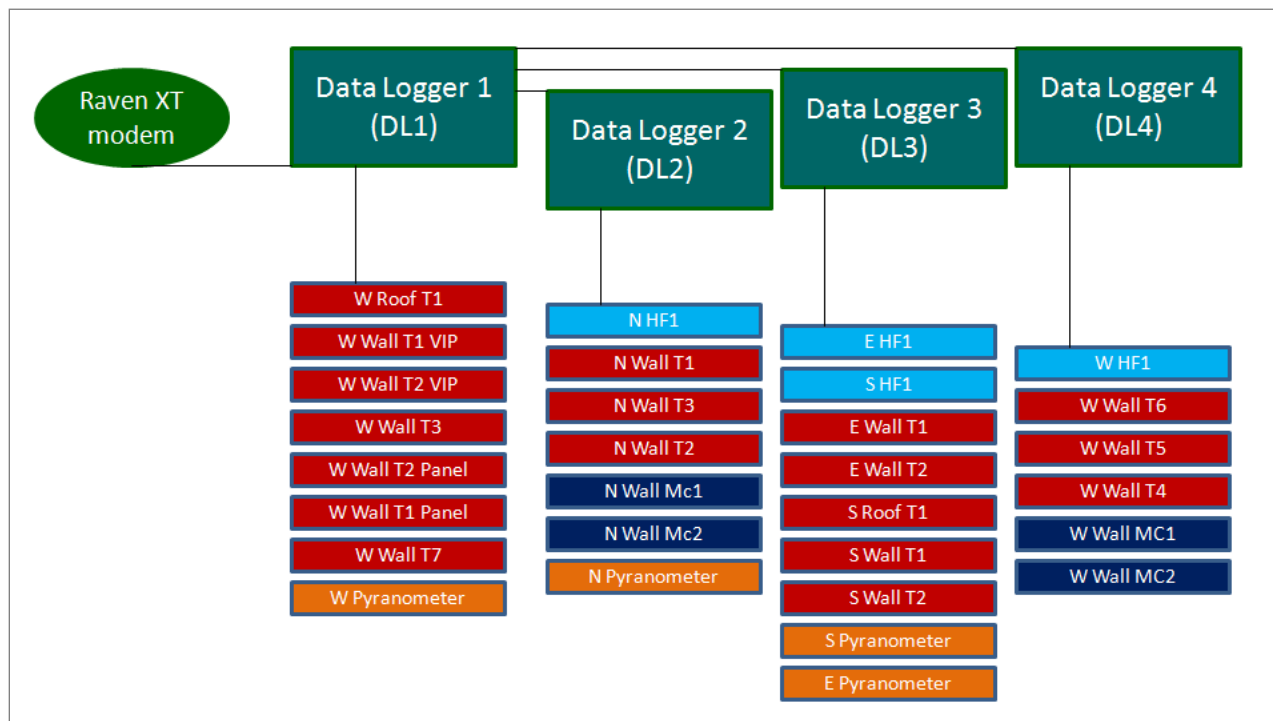 Raven XT
modem
Data Logger 1
(DL1)
Data Logger 2
(DL2)
Data Logger 3
(DL3)
Data Logger 4
(DL4)
W Roof T1
W Wall T1 VIP
W Wall T2 VIP
W Wall T3
W Wall T2 Panel
W Wall T1 Panel
W Wall T7
W Pyranometer
N HF1
N Wall T1
N Wall T3
N Wall T2
N Wall Mc1
N Wall Mc2
N Pyranometer
E HF1
S HF1
E Wall T1
E Wall T2
S Roof T1
S Wall T1
S Wall T2
S Pyranometer
E Pyranometer
W HF1
W Wall T6
W Wall T5
W Wall T4
W Wall MC1
W Wall MC2